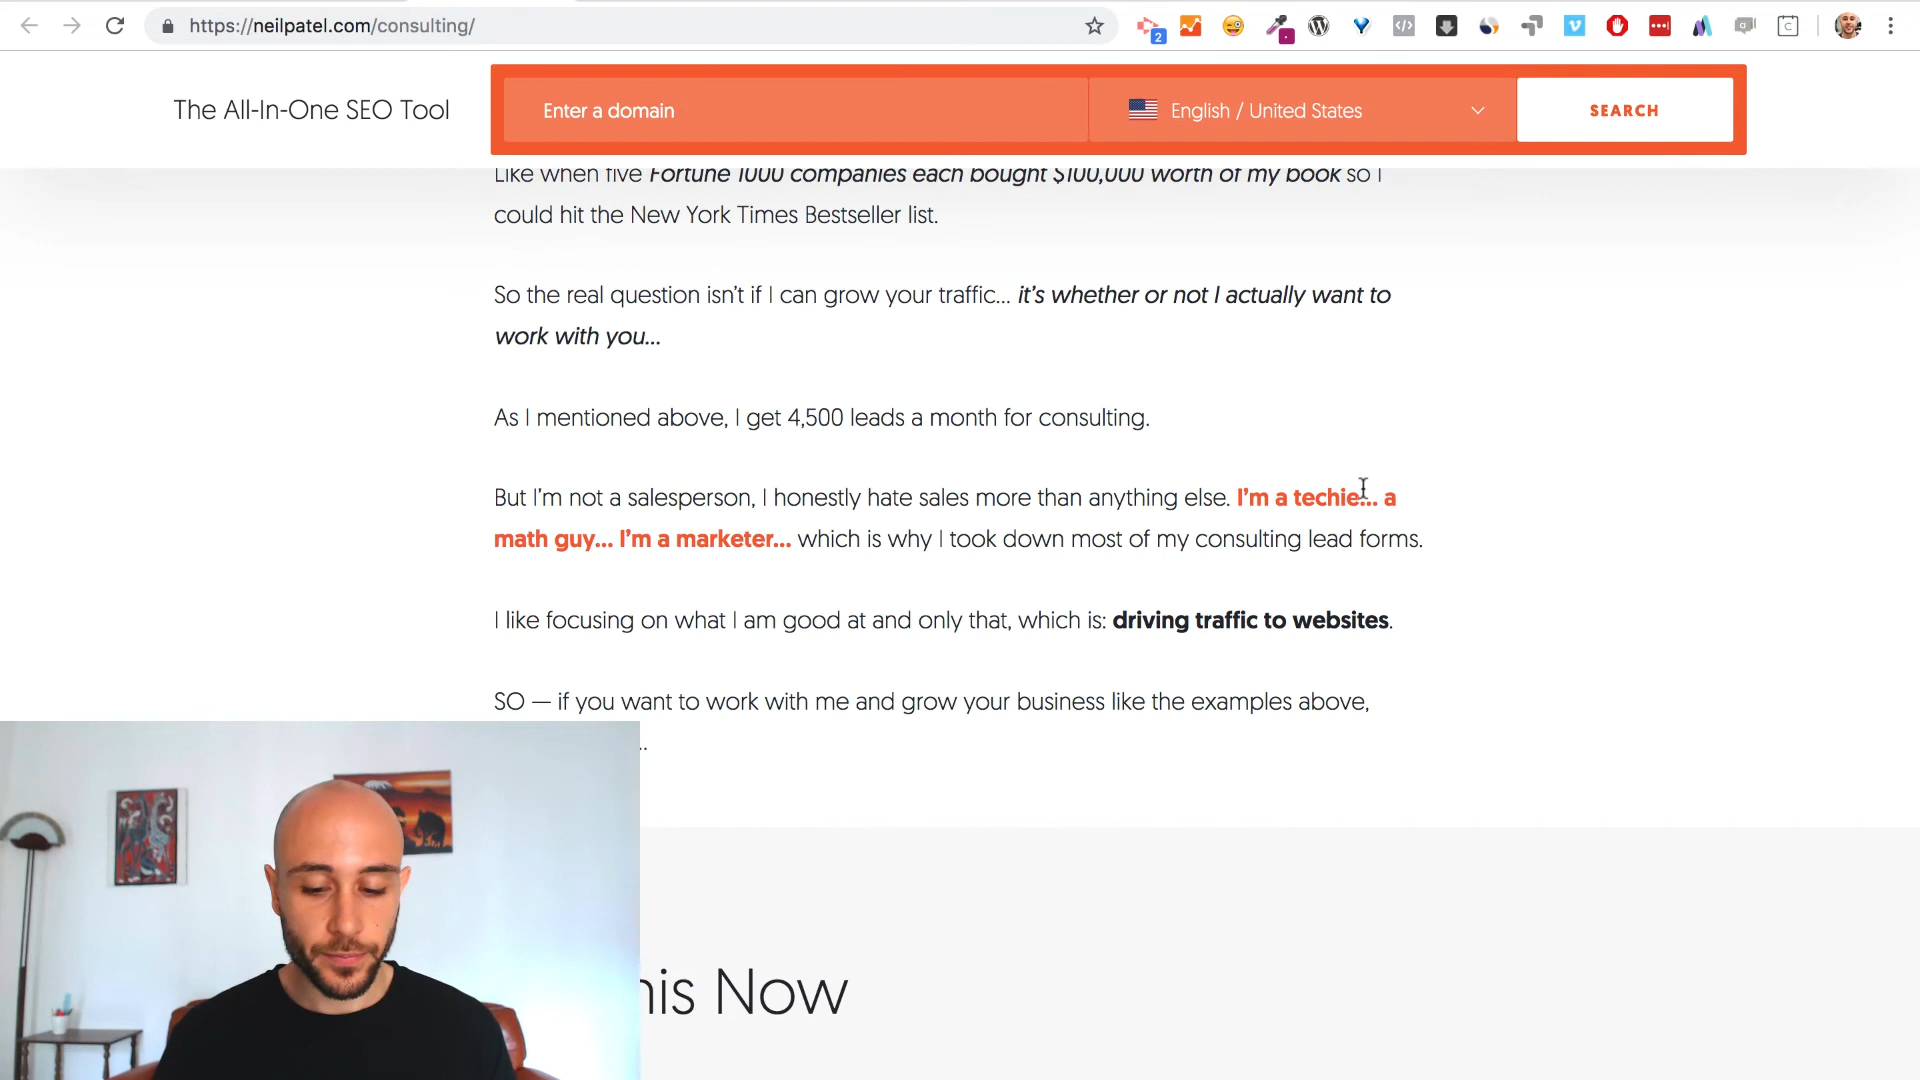 https://neilpatel.com/consulting/
2
The All-In-One SEO Tool
Enter a domain
English / United States
SEARCH
Like when five Fortune 1000 companies each bought $100,000 worth of my book so I
could hit the New York Times Bestseller list.
So the real question isn't if I can grow your traffic... it's whether or not I actually want to
work with you...
As I mentioned above, I get 4,500 leads a month for consulting.
But I'm not a salesperson, I honestly hate sales more than anything else. I'm a techie... a
math guy... I'm a marketer... which is why I took down most of my consulting lead forms.
I like focusing on what I am good at and only that, which is: driving traffic to websites.
SO — if you want to work with me and grow your business like the examples above,
..
his Now